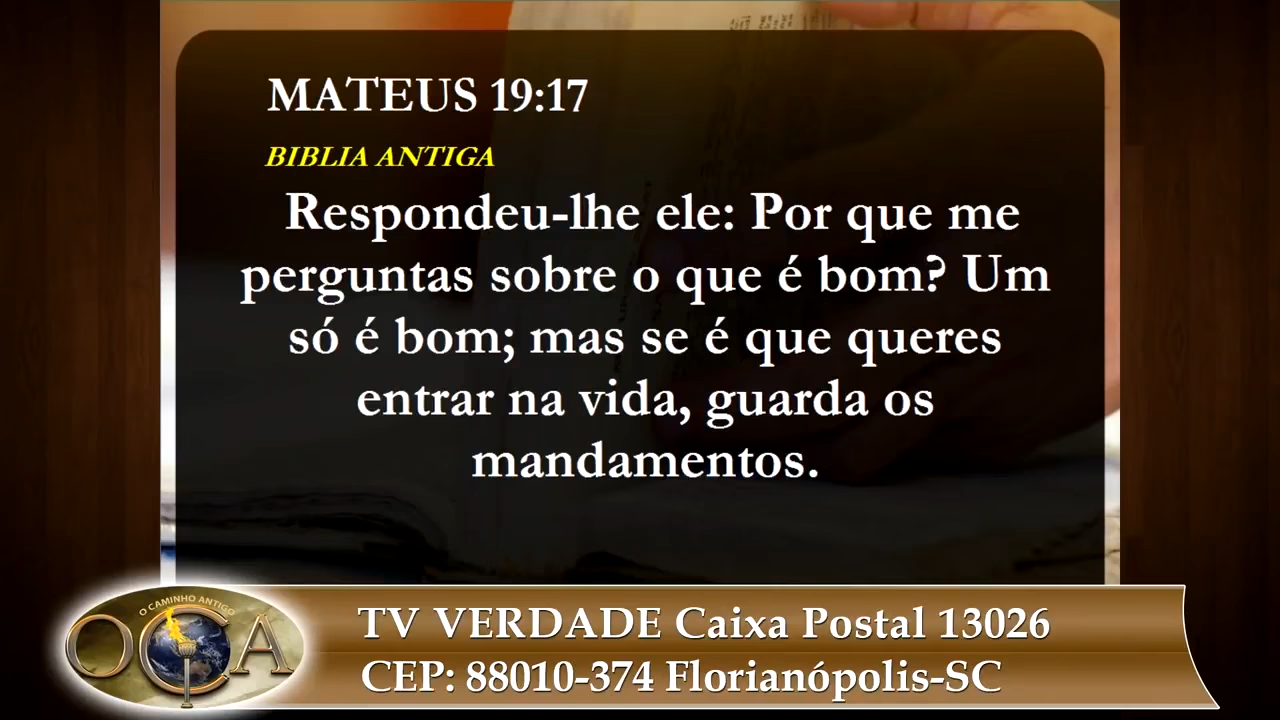 MATEUS 19:17
BIBLIA ANTIGA
Respondeu-lhe ele: Por que me
perguntas sobre o que é bom? Um
só é bom; mas se é que queres
entrar na vida, guarda os
mandamentos.
O CAMINHO ANTIGO
OCA
TV VERDADE Caixa Postal 13026
CEP: 88010-374 Florianópolis-SC